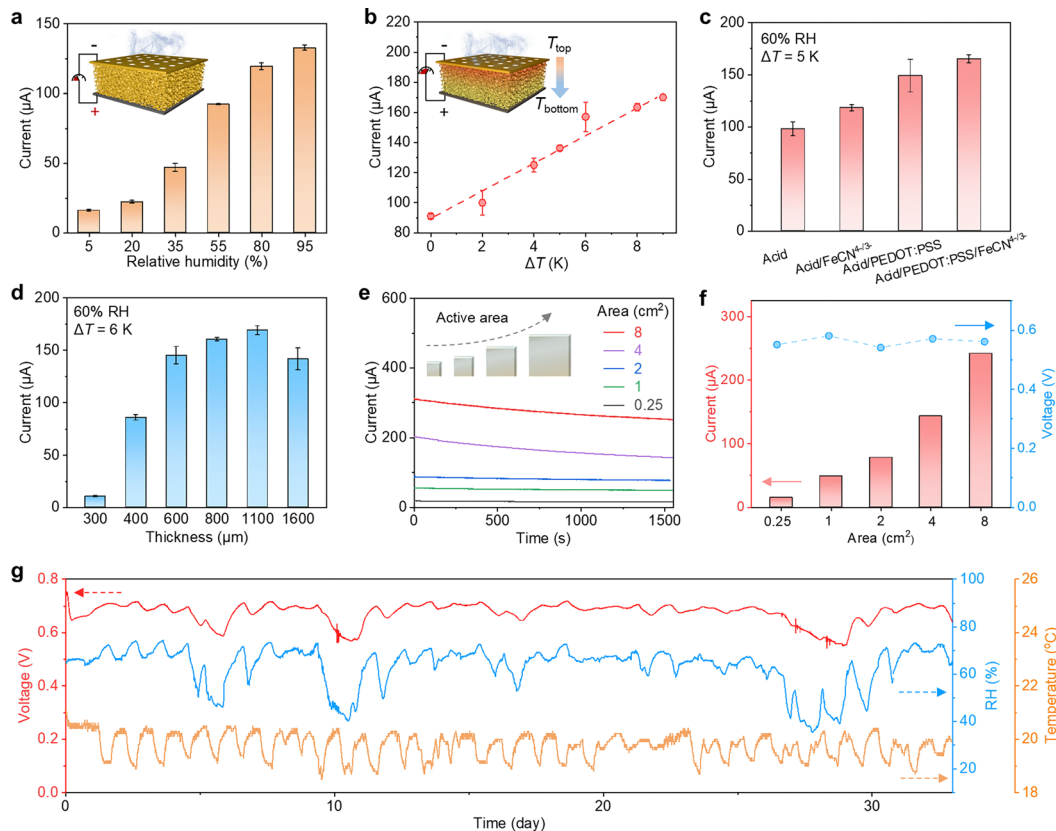 a
150
100
50
0
Current (µA)
-
+
5 20 35 55 80 95
Relative humidity (%)
b
220
200
180
160
140
120
100
80
Current (µA)
-
+
Ttop
Tbottom
0 2 4 6 8
ΔT (K)
c
200
150
100
50
0
Current (µA)
60% RH
ΔT = 5 K
Acid
Acid/FeCN4-/3-
Acid/PEDOT:PSS
Acid/PEDOT:PSS/FeCN4-/3-
d
200
150
100
50
0
Current (µA)
60% RH
ΔT = 6 K
300 400 600 800 1100 1600
Thickness (µm)
e
600
400
200
0
Current (µA)
Active area
Area (cm2)
8
4
2
1
0.25
0 500 1000 1500
Time (s)
f
300
200
100
0
Current (µA)
0.6
0.4
0.2
0.0
Voltage (V)
0.25 1 2 4 8
Area (cm2)
g
0.8
0.6
0.4
0.2
0.0
Voltage (V)
100
80
60
40
20
RH (%)
26
24
22
20
18
Temperature (°C)
0 10 20 30
Time (day)